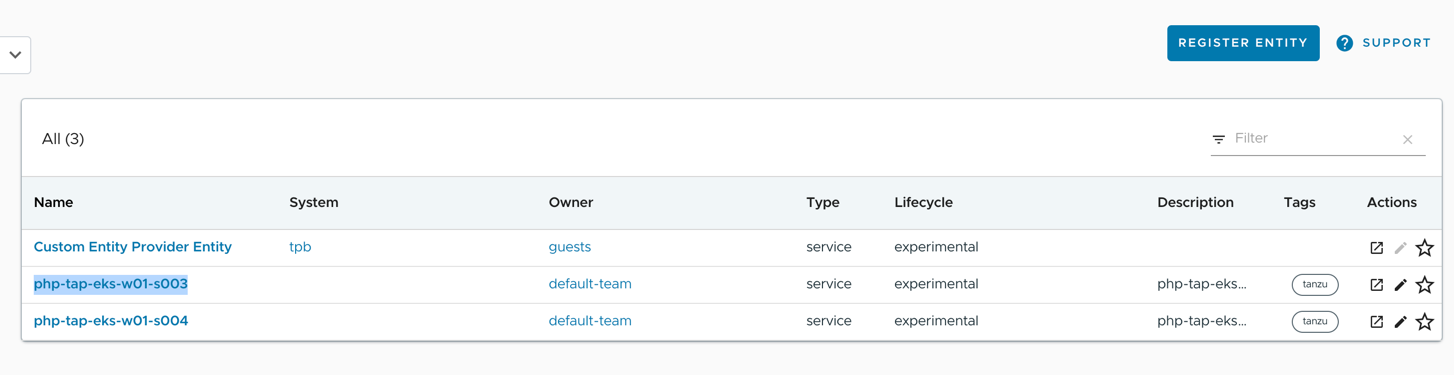 REGISTER ENTITY ? SUPPORT
All (3) Filter
Name System Owner Type Lifecycle Description Tags Actions
Custom Entity Provider Entity tpb guests service experimental
php-tap-eks-w01-s003 default-team service experimental php-tap-eks... tanzu
php-tap-eks-w01-s004 default-team service experimental php-tap-eks... tanzu